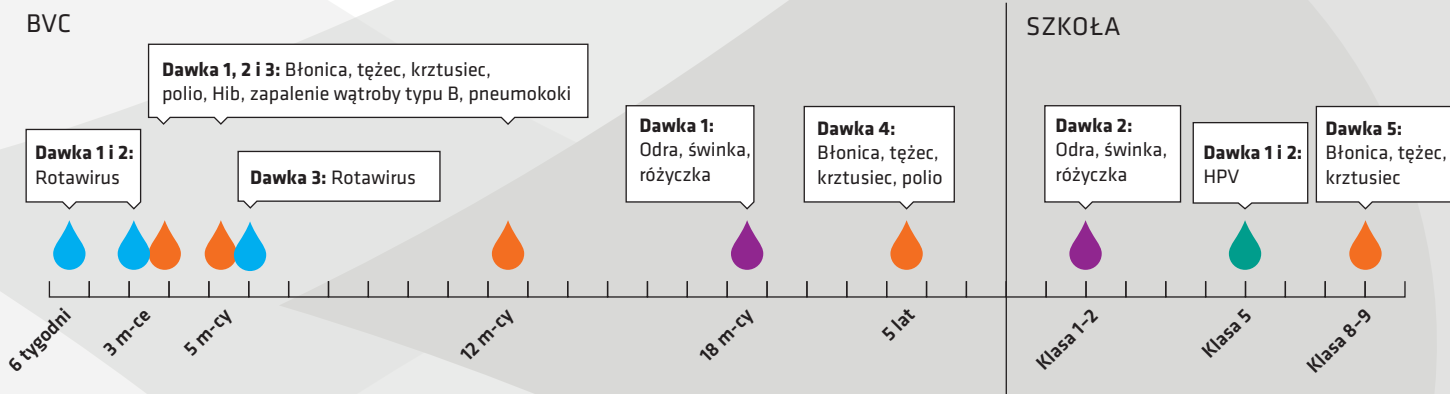 BVC
SZKOŁA
Dawka 1, 2 i 3: Błonica, tężec, krztusiec,
polio, Hib, zapalenie wątroby typu B, pneumokoki
Dawka 1 i 2:
Rotawirus
Dawka 3: Rotawirus
Dawka 1:
Odra, świnka,
różyczka
Dawka 4:
Błonica, tężec,
krztusiec, polio
Dawka 2:
Odra, świnka,
różyczka
Dawka 1 i 2:
HPV
Dawka 5:
Błonica, tężec,
krztusiec
6 tygodni
3 m-ce
5 m-cy
12 m-cy
18 m-cy
5 lat
Klasa 1–2
Klasa 5
Klasa 8–9